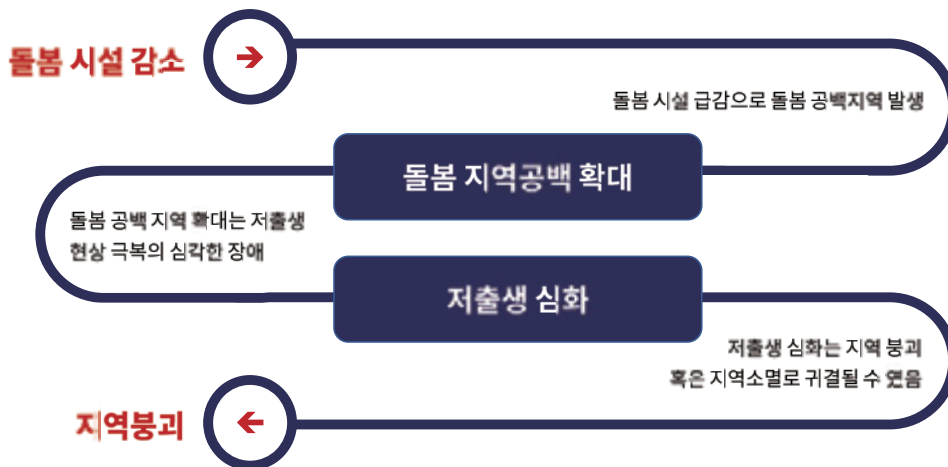 돌봄 시설 감소
돌봄 시설 급감으로 돌봄 공백지역 발생
돌봄 지역공백 확대
돌봄 공백 지역 확대는 저출생
현상 극복의 심각한 장애
저출생 심화
저출생 심화는 지역 붕괴
혹은 지역소멸로 귀결될 수 였음
지역붕괴